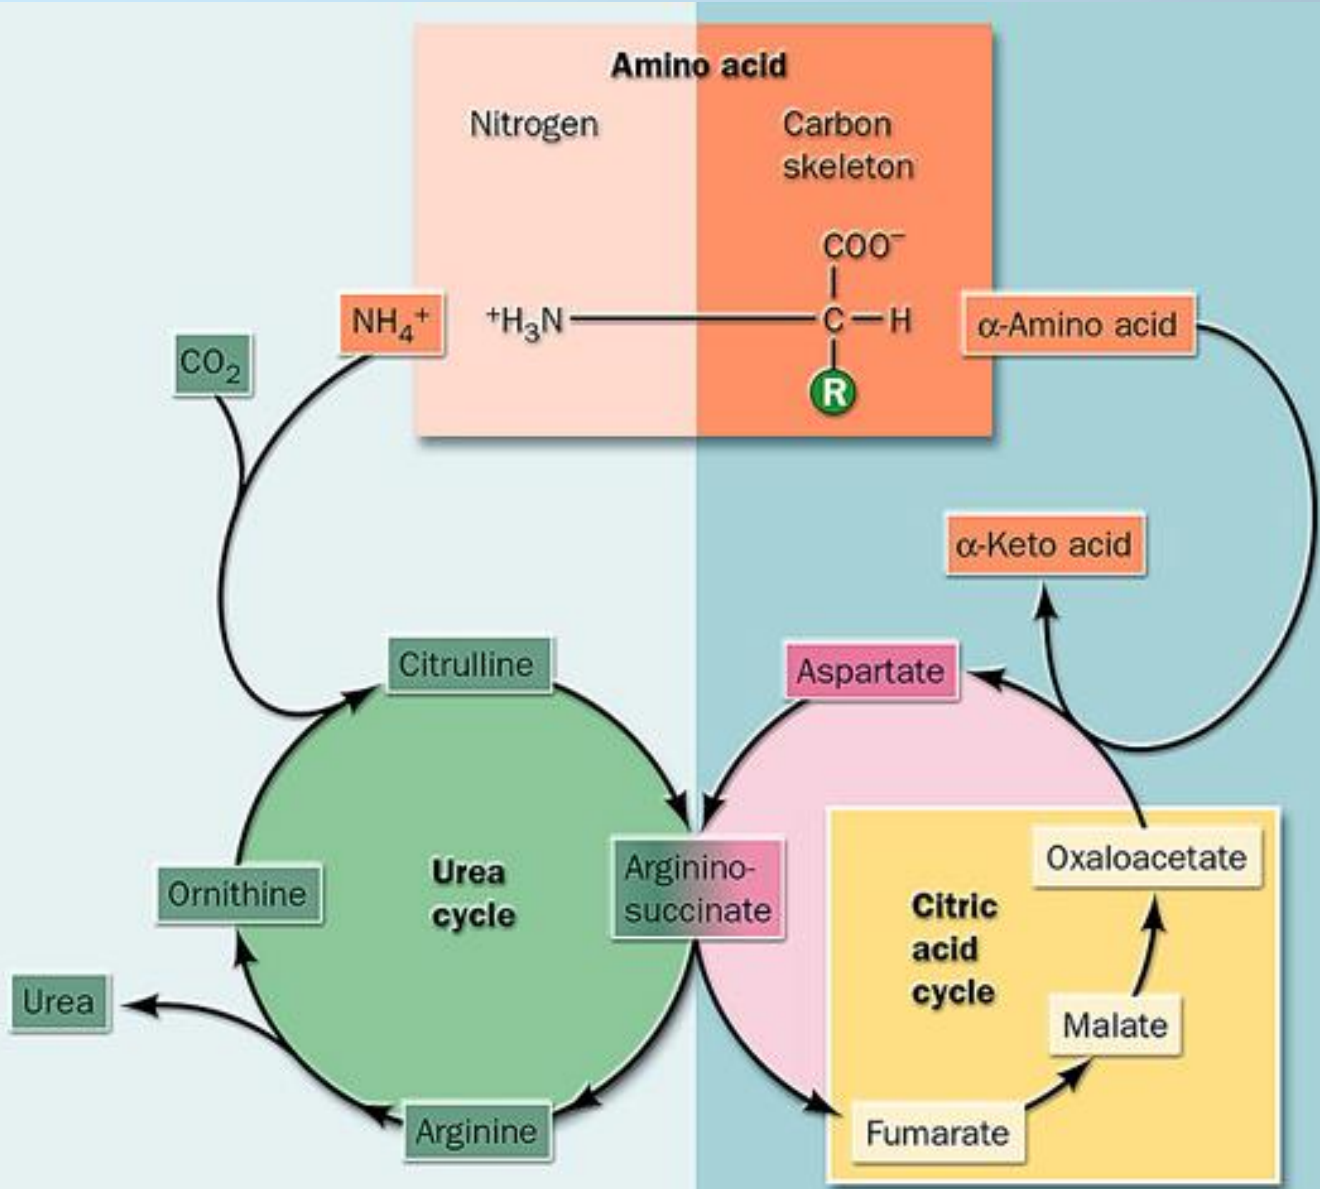 Amino acid
Nitrogen
Carbon
skeleton
COO⁻
NH₄⁺
⁺H₃N
C
H
R
α-Amino acid
CO₂
α-Keto acid
Citrulline
Aspartate
Ornithine
Urea
cycle
Arginino-
succinate
Oxaloacetate
Citric
acid
cycle
Urea
Malate
Arginine
Fumarate